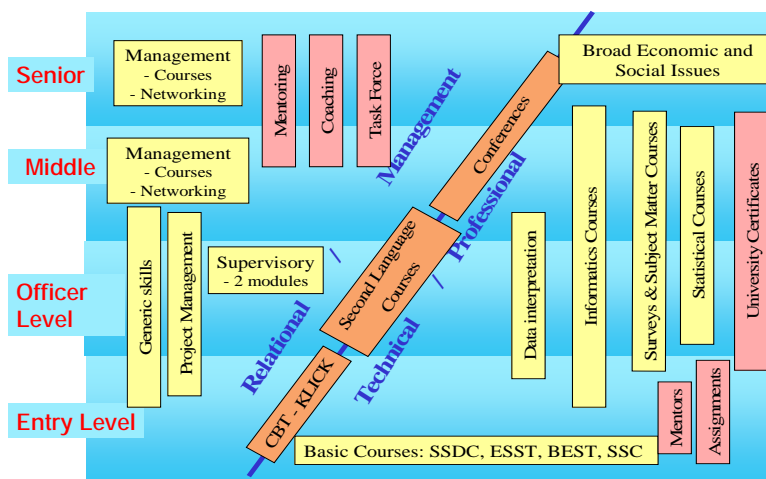 Senior
Management
- Courses
- Networking
Mentoring
Coaching
Task Force
Management
Conferences
Broad Economic and
Social Issues
Middle
Management
- Courses
- Networking
Professional
Informatics Courses
Surveys & Subject Matter Courses
Statistical Courses
University Certificates
Officer
Level
Generic skills
Project Management
Supervisory
- 2 modules
/
Second Language
Courses
/
Data interpretation
Relational
Technical
Entry Level
CBT - KLICK
Basic Courses: SSDC, ESST, BEST, SSC
Mentors
Assignments